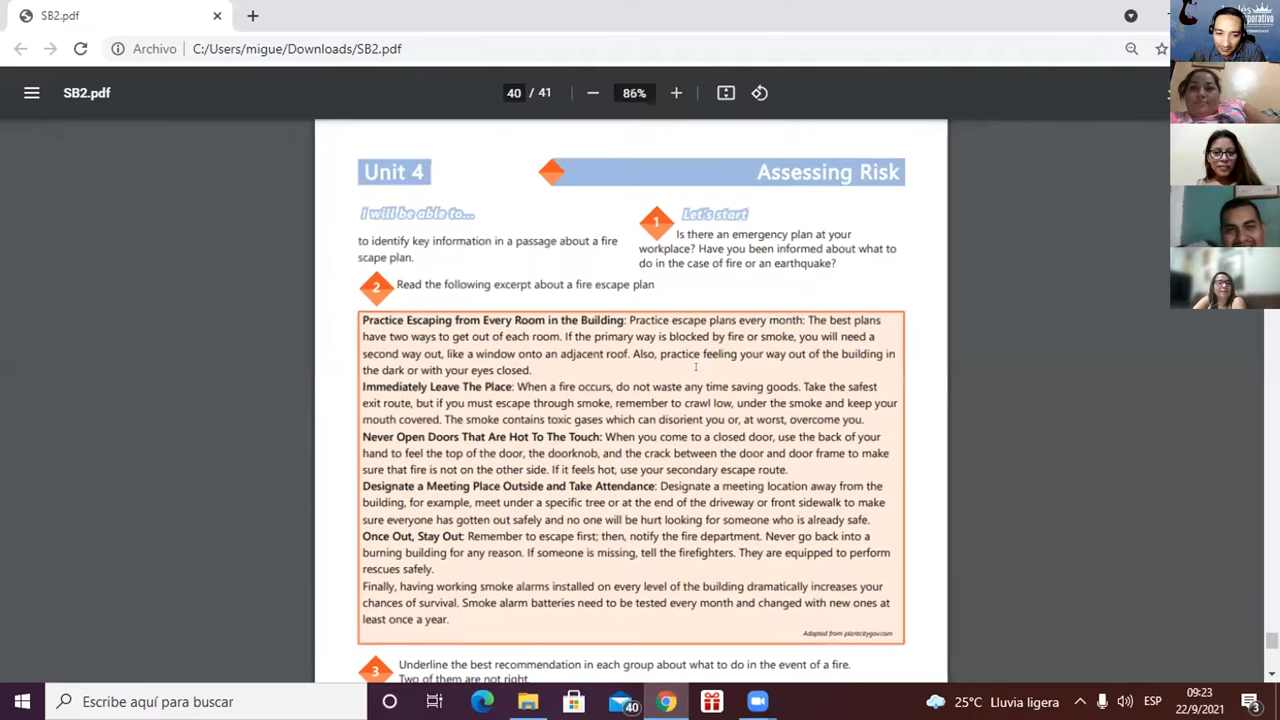 SB2.pdf
Archivo
C:/Users/migue/Downloads/SB2.pdf
SB2.pdf
40 / 41
86%
Unit 4
Assessing Risk
I will be able to...
to identify key information in a passage about a fire
scape plan.
1
Let's start
Is there an emergency plan at your
workplace? Have you been informed about what to
do in the case of fire or an earthquake?
2
Read the following excerpt about a fire escape plan
Practice Escaping from Every Room in the Building: Practice escape plans every month: The best plans
have two ways to get out of each room. If the primary way is blocked by fire or smoke, you will need a
second way out, like a window onto an adjacent roof. Also, practice feeling your way out of the building in
the dark or with your eyes closed.
Immediately Leave The Place: When a fire occurs, do not waste any time saving goods. Take the safest
exit route, but if you must escape through smoke, remember to crawl low, under the smoke and keep your
mouth covered. The smoke contains toxic gases which can disorient you or, at worst, overcome you.
Never Open Doors That Are Hot To The Touch: When you come to a closed door, use the back of your
hand to feel the top of the door, the doorknob, and the crack between the door and door frame to make
sure that fire is not on the other side. If it feels hot, use your secondary escape route.
Designate a Meeting Place Outside and Take Attendance: Designate a meeting location away from the
building, for example, meet under a specific tree or at the end of the driveway or front sidewalk to make
sure everyone has gotten out safely and no one will be hurt looking for someone who is already safe.
Once Out, Stay Out: Remember to escape first; then, notify the fire department. Never go back into a
burning building for any reason. If someone is missing, tell the firefighters. They are equipped to perform
rescues safely.
Finally, having working smoke alarms installed on every level of the building dramatically increases your
chances of survival. Smoke alarm batteries need to be tested every month and changed with new ones at
least once a year.
Adapted from plantcitygov.com
3
Underline the best recommendation in each group about what to do in the event of a fire.
Two of them are not right.
Escribe aquí para buscar
40
25°C Lluvia ligera
ESP
09:23
22/9/2021
3